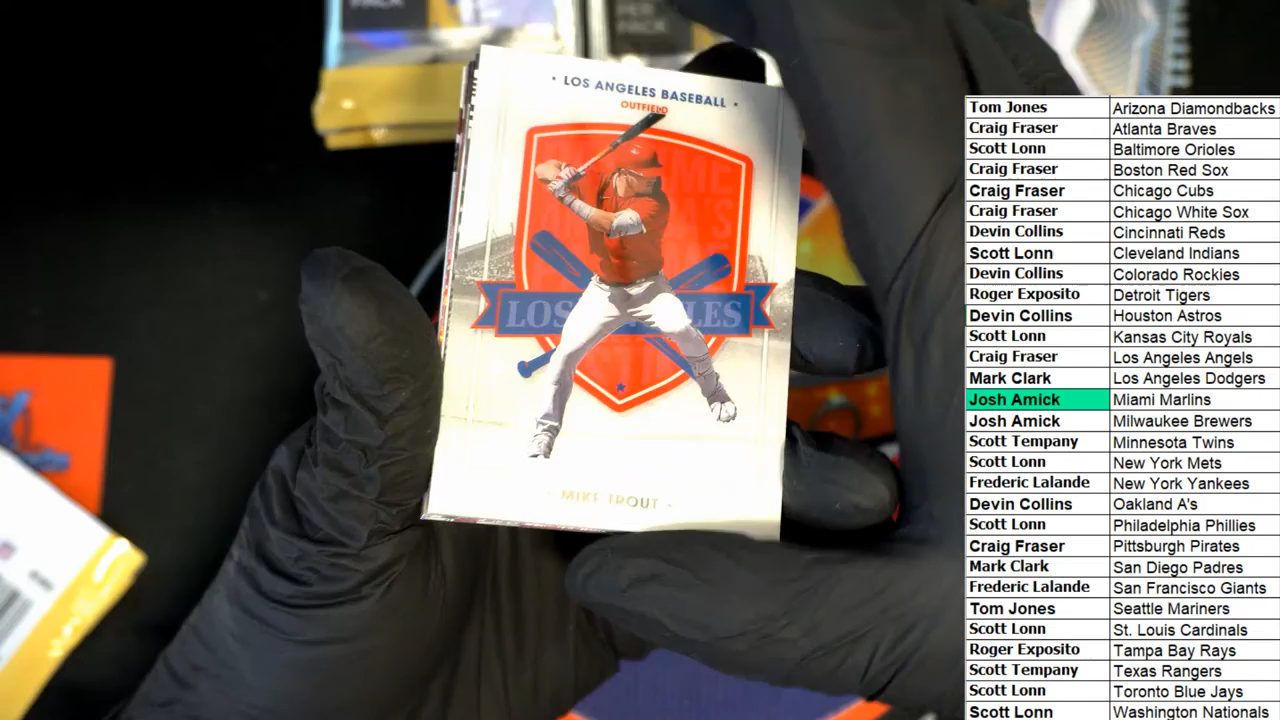 PACK
PER
PACK
· LOS ANGELES BASEBALL ·
OUTFIELD
LOS ANGELES
MIKE TROUT ·
Tom Jones Arizona Diamondbacks
Craig Fraser Atlanta Braves
Scott Lonn Baltimore Orioles
Craig Fraser Boston Red Sox
Craig Fraser Chicago Cubs
Craig Fraser Chicago White Sox
Devin Collins Cincinnati Reds
Scott Lonn Cleveland Indians
Devin Collins Colorado Rockies
Roger Exposito Detroit Tigers
Devin Collins Houston Astros
Scott Lonn Kansas City Royals
Craig Fraser Los Angeles Angels
Mark Clark Los Angeles Dodgers
Josh Amick Miami Marlins
Josh Amick Milwaukee Brewers
Scott Tempany Minnesota Twins
Scott Lonn New York Mets
Frederic Lalande New York Yankees
Devin Collins Oakland A's
Scott Lonn Philadelphia Phillies
Craig Fraser Pittsburgh Pirates
Mark Clark San Diego Padres
Frederic Lalande San Francisco Giants
Tom Jones Seattle Mariners
Scott Lonn St. Louis Cardinals
Roger Exposito Tampa Bay Rays
Scott Tempany Texas Rangers
Scott Lonn Toronto Blue Jays
Scott Lonn Washington Nationals